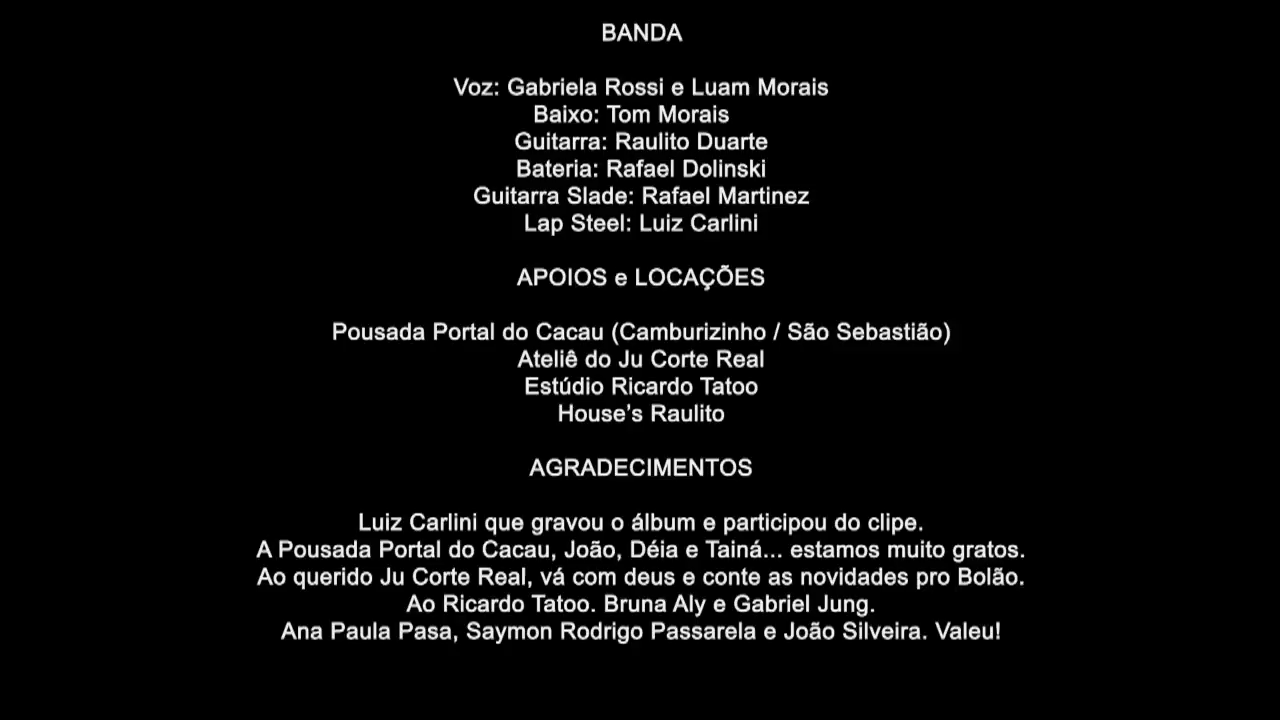 BANDA
Voz: Gabriela Rossi e Luam Morais
Baixo: Tom Morais
Guitarra: Raulito Duarte
Bateria: Rafael Dolinski
Guitarra Slade: Rafael Martinez
Lap Steel: Luiz Carlini
APOIOS e LOCAÇÕES
Pousada Portal do Cacau (Camburizinho / São Sebastião)
Ateliê do Ju Corte Real
Estúdio Ricardo Tatoo
House’s Raulito
AGRADECIMENTOS
Luiz Carlini que gravou o álbum e participou do clipe.
A Pousada Portal do Cacau, João, Déia e Tainá... estamos muito gratos.
Ao querido Ju Corte Real, vá com deus e conte as novidades pro Bolão.
Ao Ricardo Tatoo. Bruna Aly e Gabriel Jung.
Ana Paula Pasa, Saymon Rodrigo Passarela e João Silveira. Valeu!